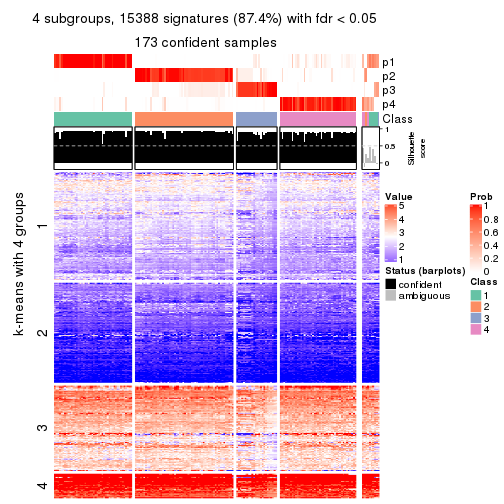 4 subgroups, 15388 signatures (87.4%) with fdr < 0.05
173 confident samples
p1
p2
p3
p4
Class
1
0.5
0
Silhouette
score
k-means with 4 groups
1
2
3
4
Value
5
4
3
2
1
Status (barplots)
confident
ambiguous
Prob
1
0.8
0.6
0.4
0.2
0
Class
1
2
3
4